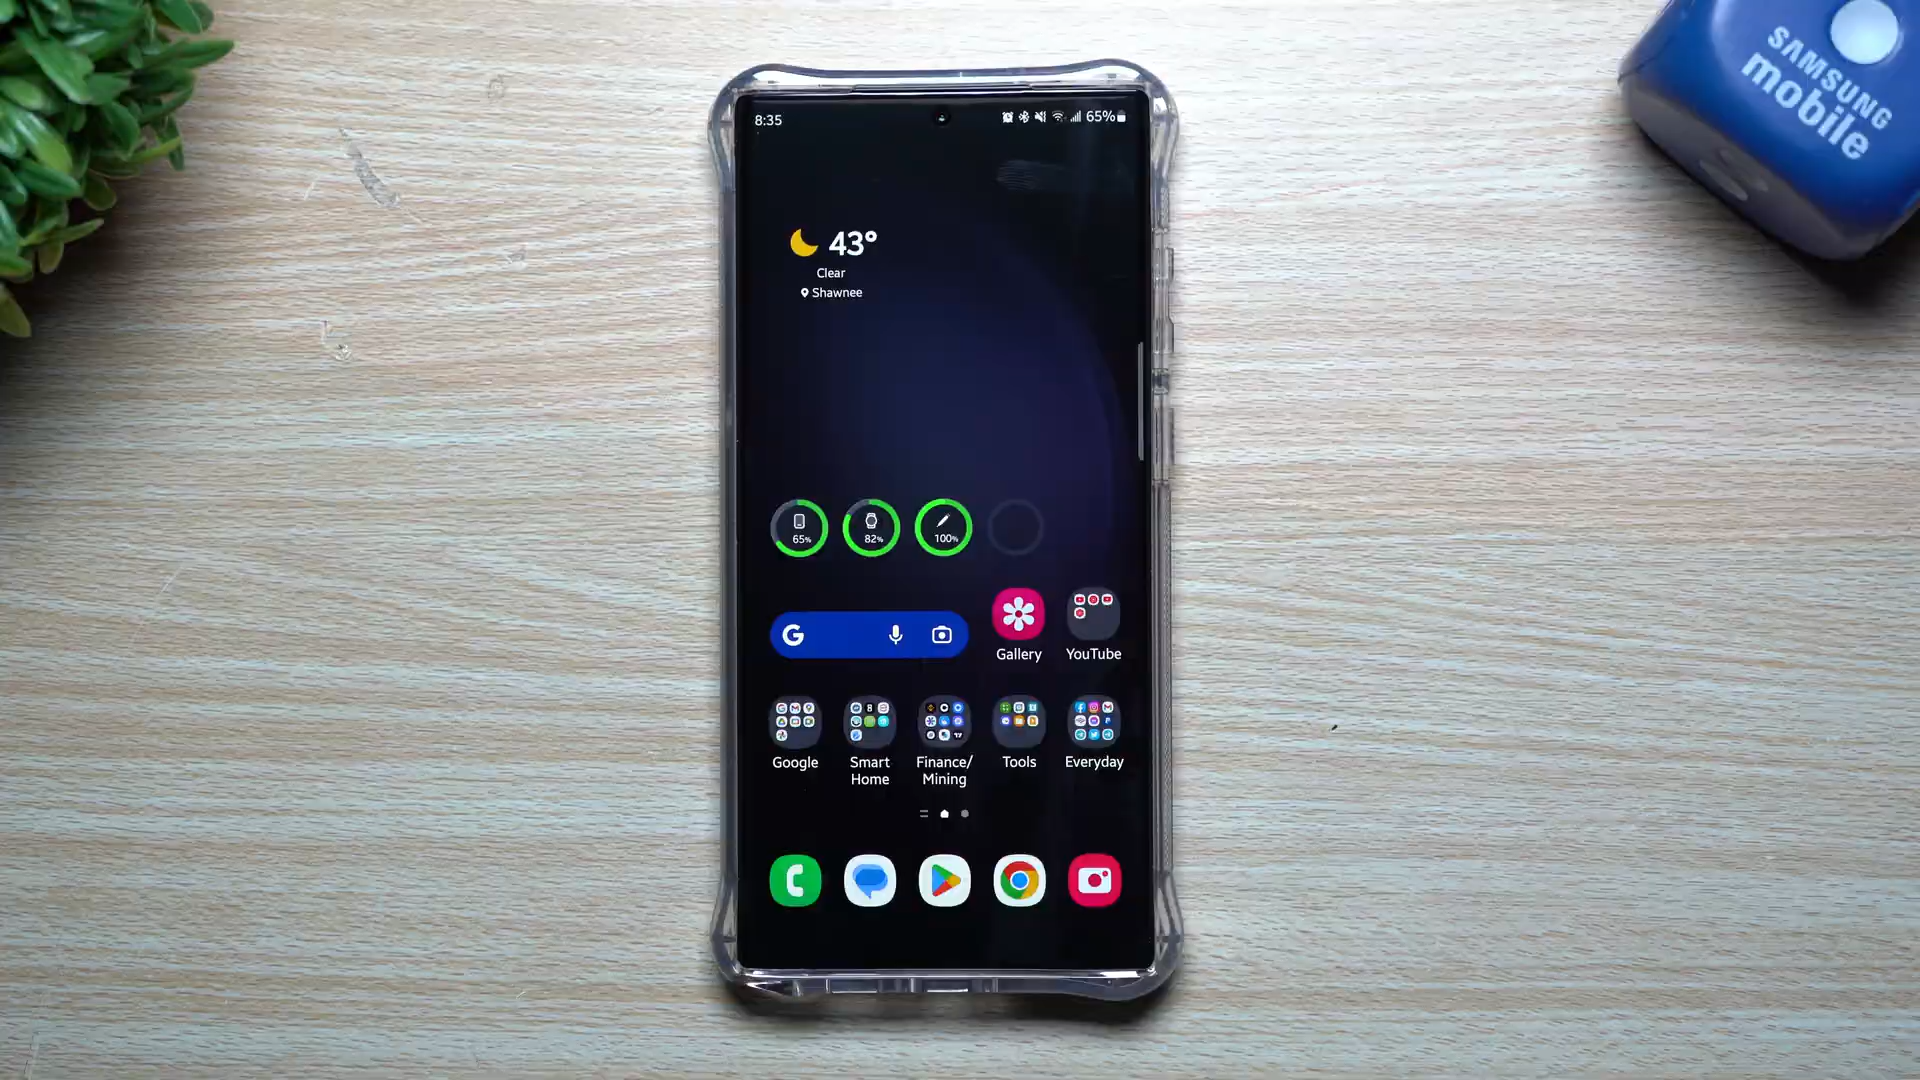 SAMSUNG
mobile
8:35
65%
43°
Clear
Shawnee
65%
82%
100%
G
Gallery
YouTube
Google
Smart
Home
Finance/
Mining
Tools
Everyday